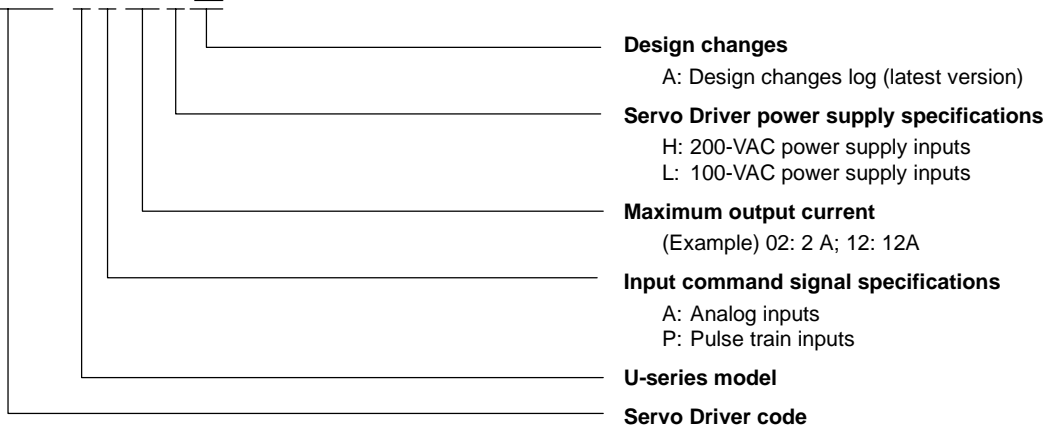 Design changes
A: Design changes log (latest version)
Servo Driver power supply specifications
H: 200-VAC power supply inputs
L: 100-VAC power supply inputs
Maximum output current
(Example) 02: 2 A; 12: 12A
Input command signal specifications
A: Analog inputs
P: Pulse train inputs
U-series model
Servo Driver code